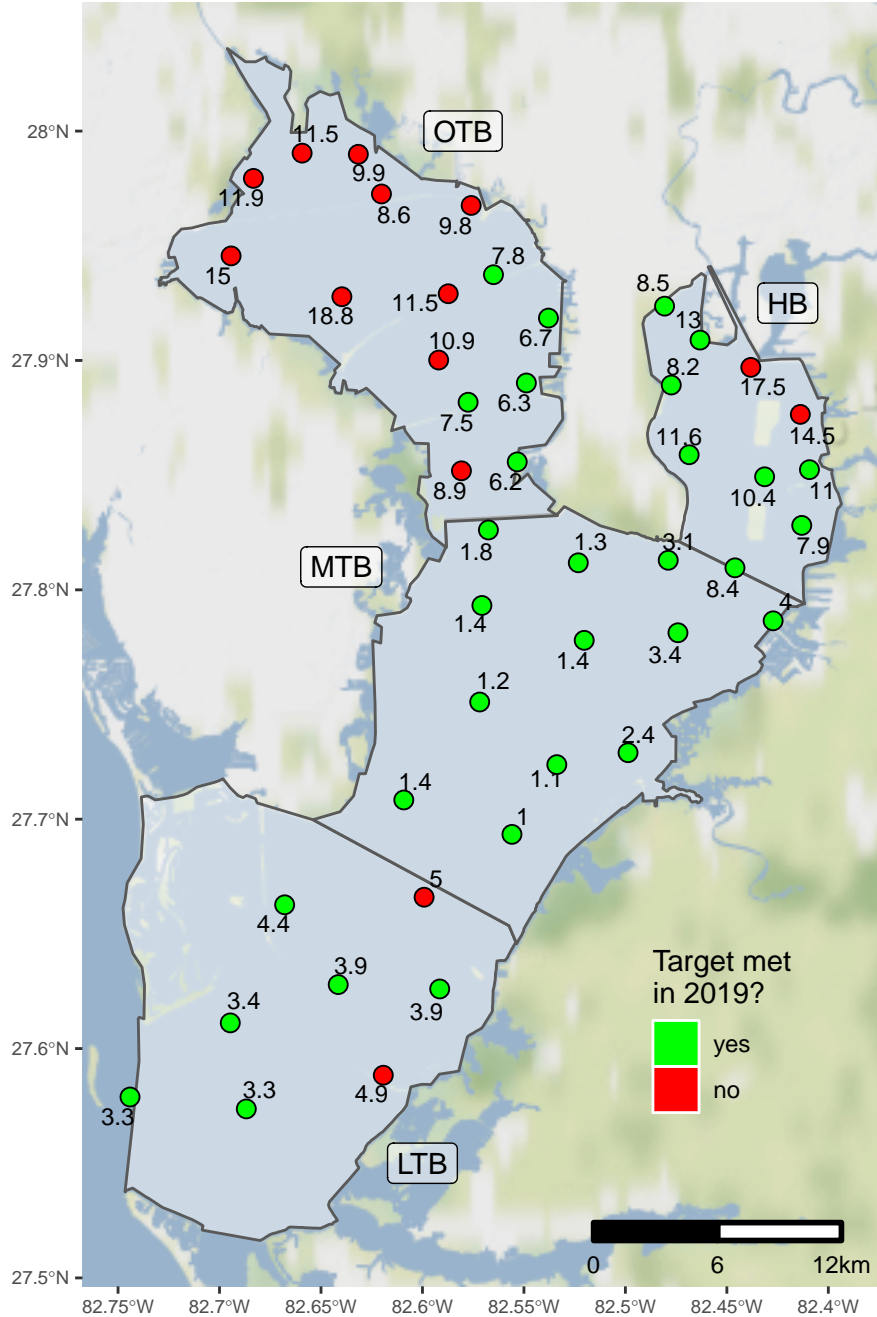 28°N
27.9°N
27.8°N
27.7°N
27.6°N
27.5°N
OTB
11.5
9.9
11.9
8.6
9.8
15
7.8
18.8
11.5
6.7
10.9
6.3
7.5
8.9
6.2
HB
8.5
13
8.2
17.5
14.5
11.6
10.4
11
7.9
MTB
1.8
1.3
3.1
8.4
4
1.4
1.4
3.4
1.2
2.4
1.1
1.4
1
5
4.4
3.9
3.9
3.4
4.9
3.3
3.3
LTB
Target met
in 2019?
yes
no
0 6 12km
82.75°W 82.7°W 82.65°W 82.6°W 82.55°W 82.5°W 82.45°W 82.4°W